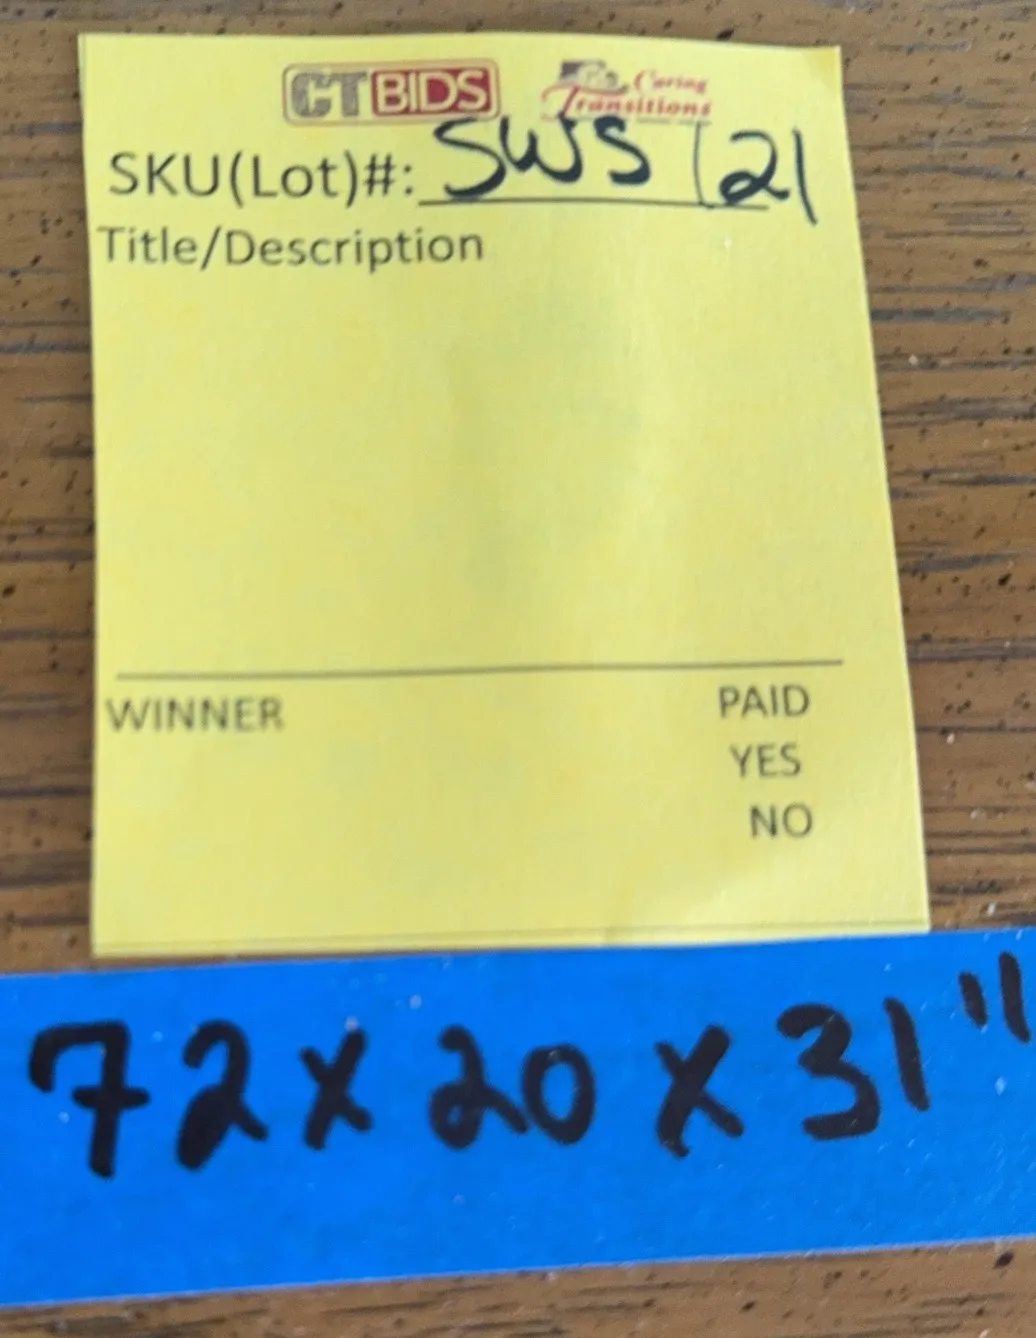 CTBIDS Caring Transitions
SKU(Lot)#: SWS 121
Title/Description
WINNER PAID
YES
NO
72 x 20 x 31"